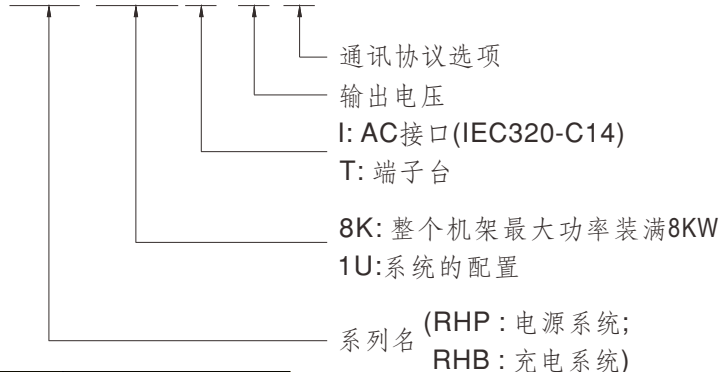 通讯协议选项
输出电压
I: AC接口(IEC320-C14)
T: 端子台
8K: 整个机架最大功率装满8KW
1U:系统的配置
系列名 (RHP : 电源系统;
RHB : 充电系统)